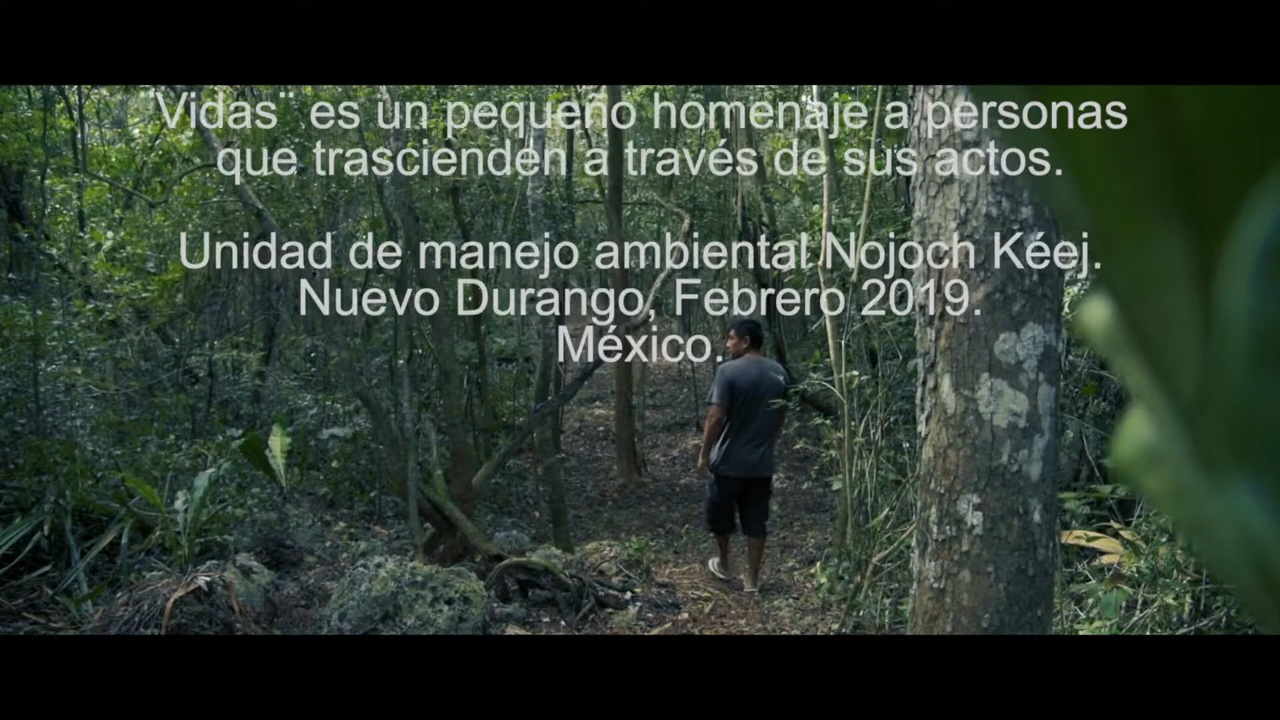 ¨Vidas¨ es un pequeño homenaje a personas
que trascienden a través de sus actos.
Unidad de manejo ambiental Nojoch Kéej.
Nuevo Durango, Febrero 2019.
México.